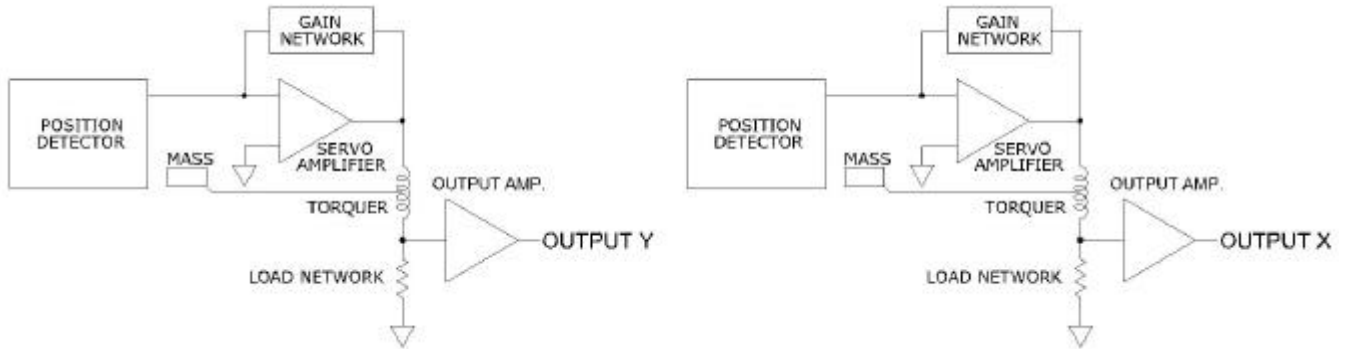 GAIN
NETWORK
POSITION
DETECTOR
SERVO
AMPLIFIER
MASS
TORQUER
OUTPUT AMP.
OUTPUT Y
LOAD NETWORK
GAIN
NETWORK
POSITION
DETECTOR
SERVO
AMPLIFIER
MASS
TORQUER
OUTPUT AMP.
OUTPUT X
LOAD NETWORK